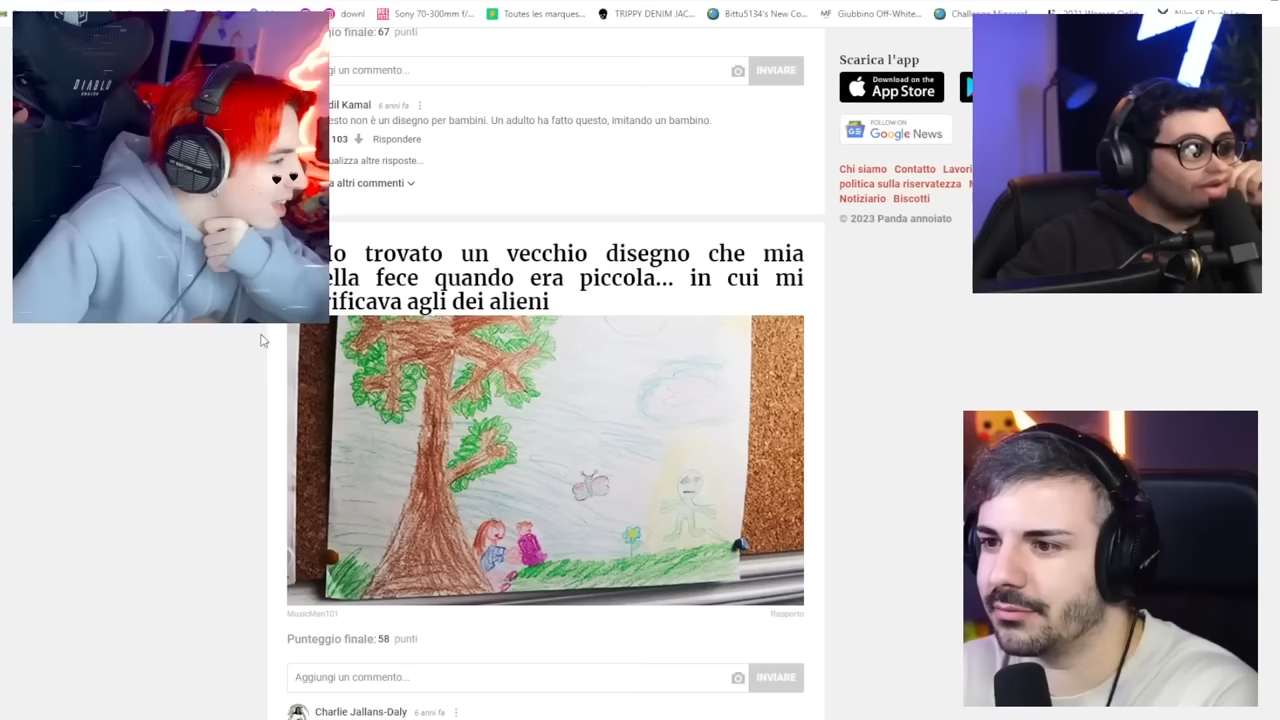 downl
Sony 70-300mm f/...
Toutes les marques...
TRIPPY DENIM JAC...
Bittu5134's New Co...
Giubbino Off-White...
DIABLO
gio finale: 67 punti
gi un commento...
INVIARE
dil Kamal 6 anni fa
esto non è un disegno per bambini. Un adulto ha fatto questo, imitando un bambino.
103 Rispondere
ualizza altre risposte...
a altri commenti
Ho trovato un vecchio disegno che mia
ella fece quando era piccola... in cui mi
rificava agli dei alieni
MusicMan101
Rapporto
Punteggio finale: 58 punti
Aggiungi un commento...
INVIARE
Charlie Jallans-Daly 6 anni fa
Scarica l'app
Download on the
App Store
FOLLOW ON
Google News
Chi siamo Contatto Lavori
politica sulla riservatezza
Notiziario Biscotti
© 2023 Panda annoiato